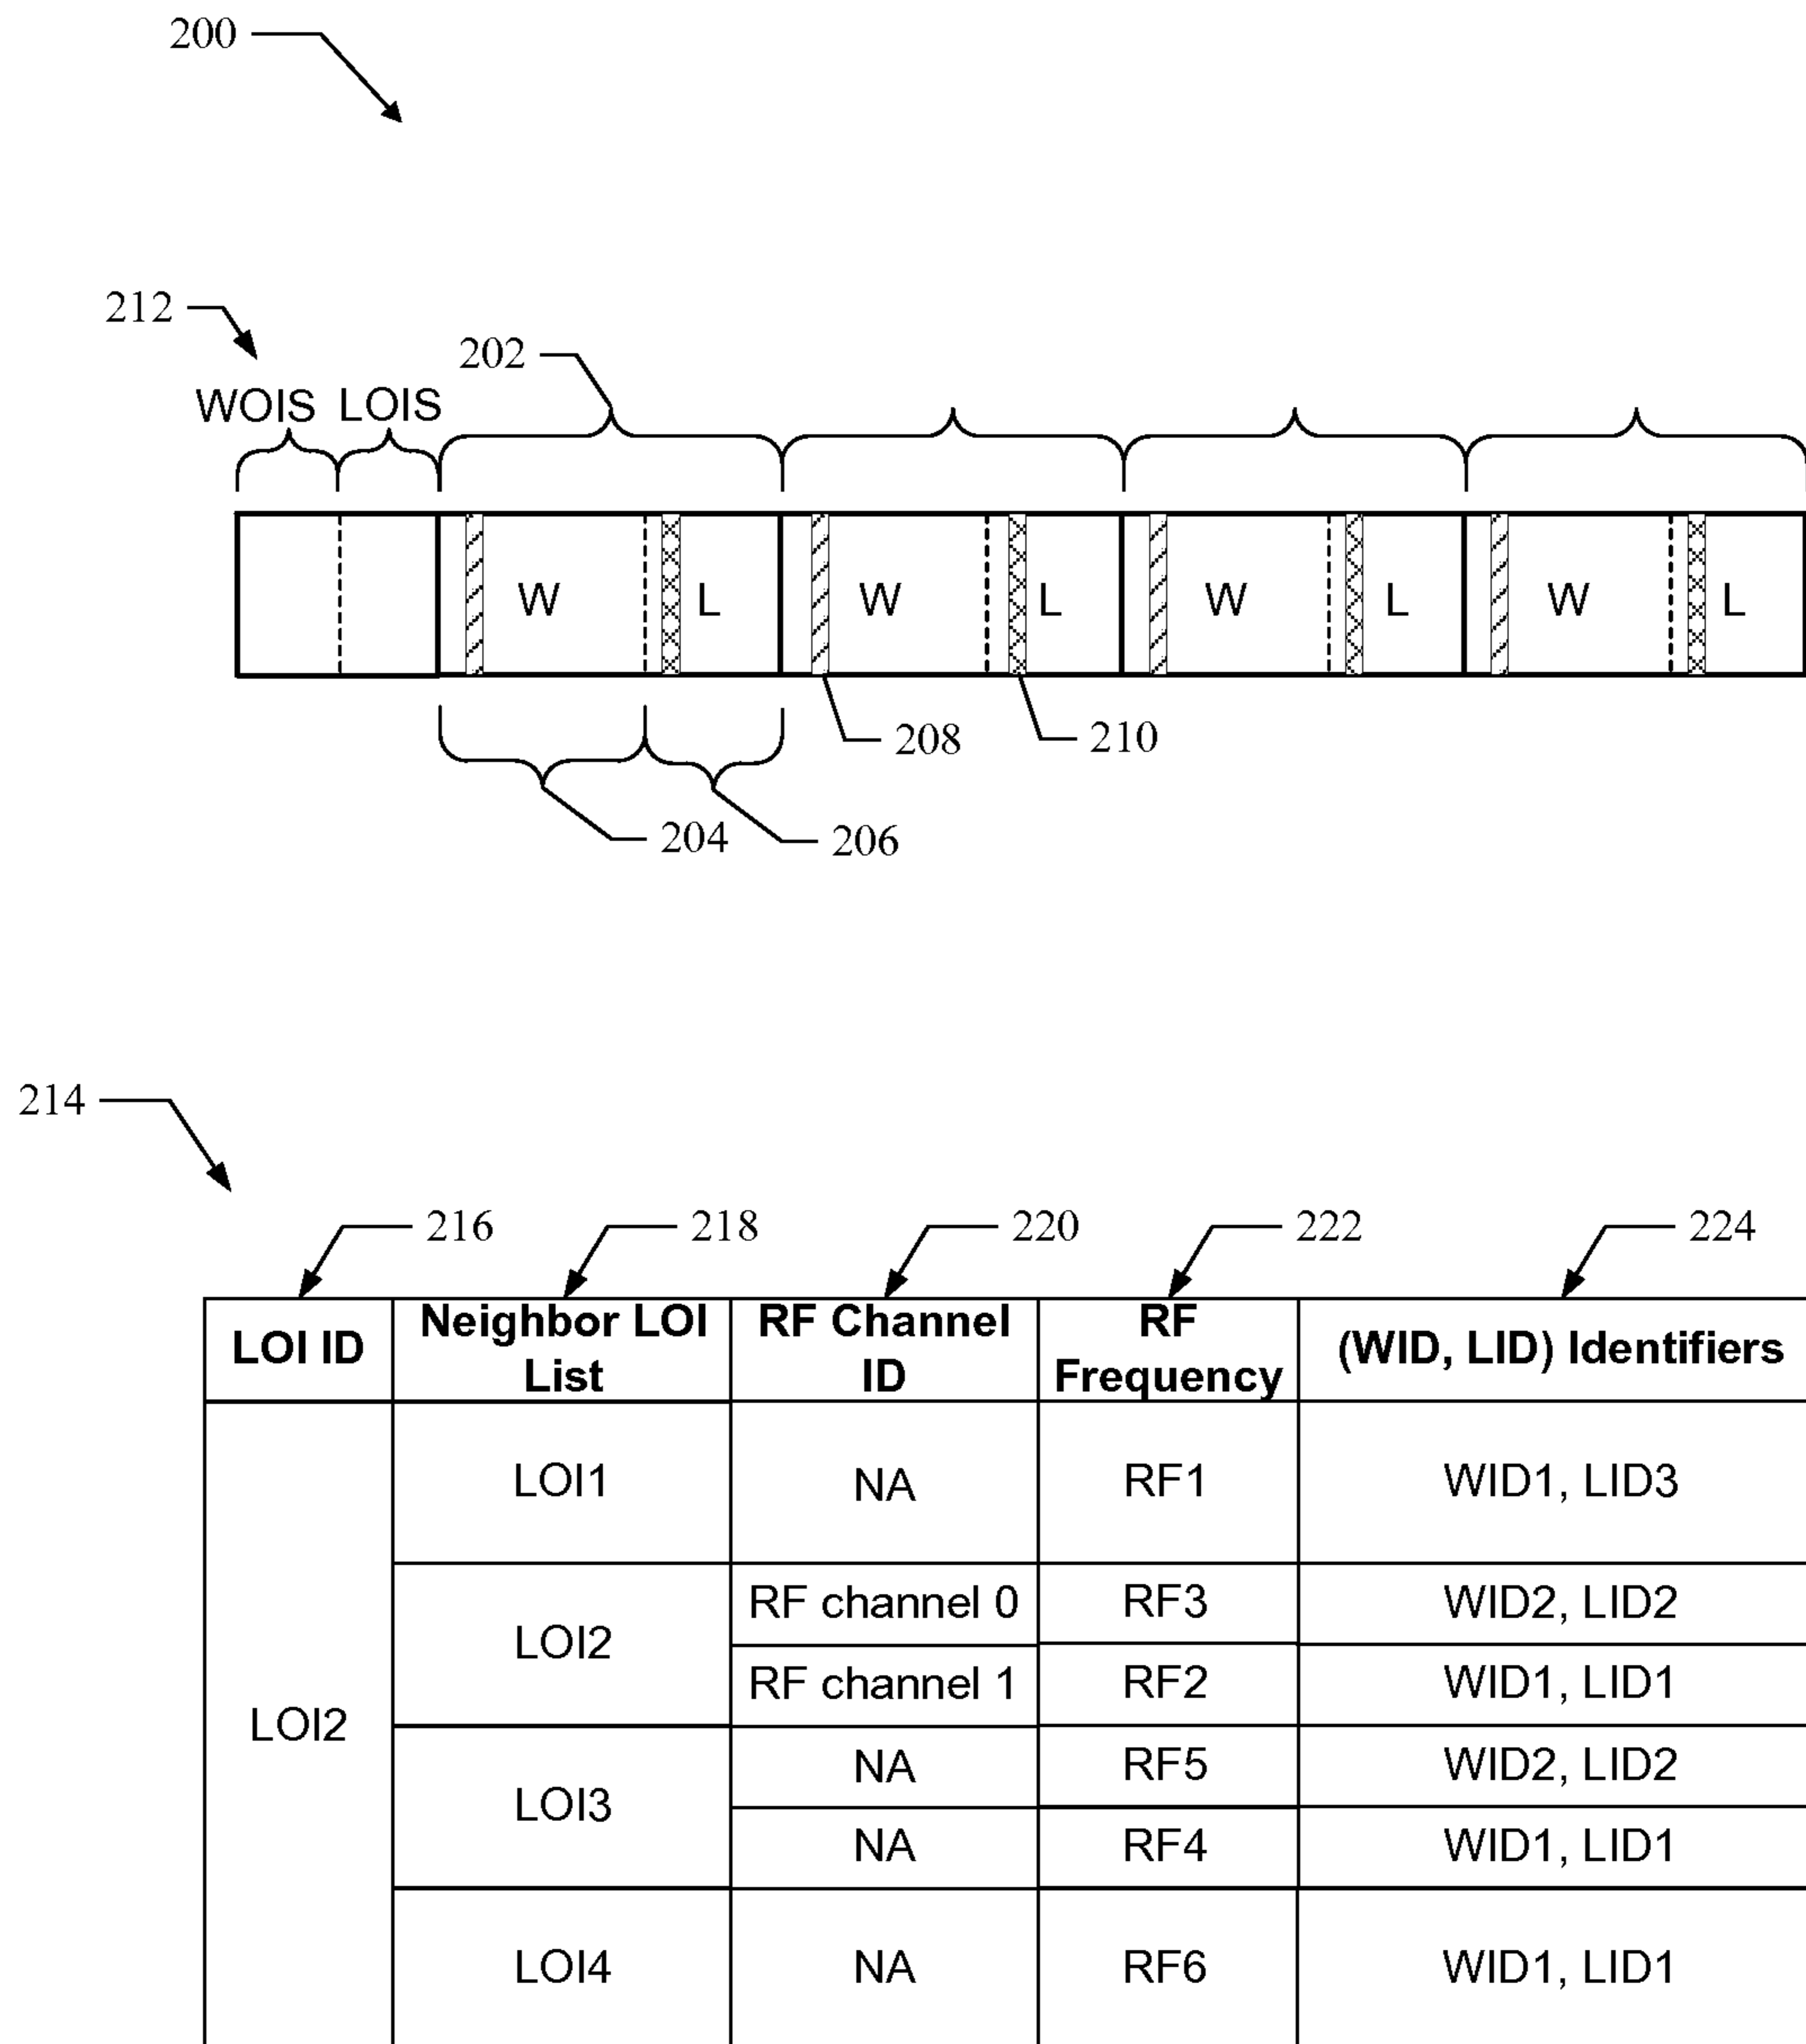 200
212
202
WOIS LOIS
W L W L W L W L
208 210
204 206
214
216 218 220 222 224
LOI ID
Neighbor LOI
List
RF Channel
ID
RF
Frequency
(WID, LID) Identifiers
LOI2
LOI1 NA RF1 WID1, LID3
LOI2
RF channel 0 RF3 WID2, LID2
RF channel 1 RF2 WID1, LID1
LOI3
NA RF5 WID2, LID2
NA RF4 WID1, LID1
LOI4 NA RF6 WID1, LID1